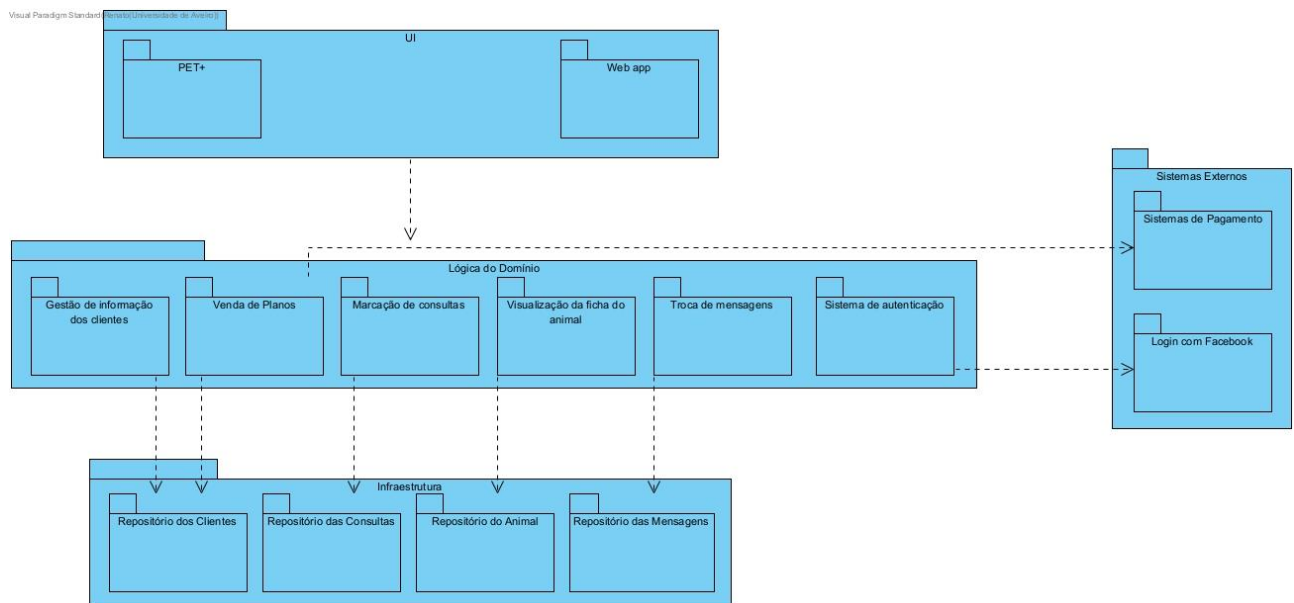 Visual Paradigm Standard(Renato(Universidade de Aveiro))
UI
PET+
Web app
Sistemas Externos
Sistemas de Pagamento
Login com Facebook
Lógica do Domínio
Gestão de informação
dos clientes
Venda de Planos
Marcação de consultas
Visualização da ficha do
animal
Troca de mensagens
Sistema de autenticação
Infraestrutura
Repositório dos Clientes
Repositório das Consultas
Repositório do Animal
Repositório das Mensagens